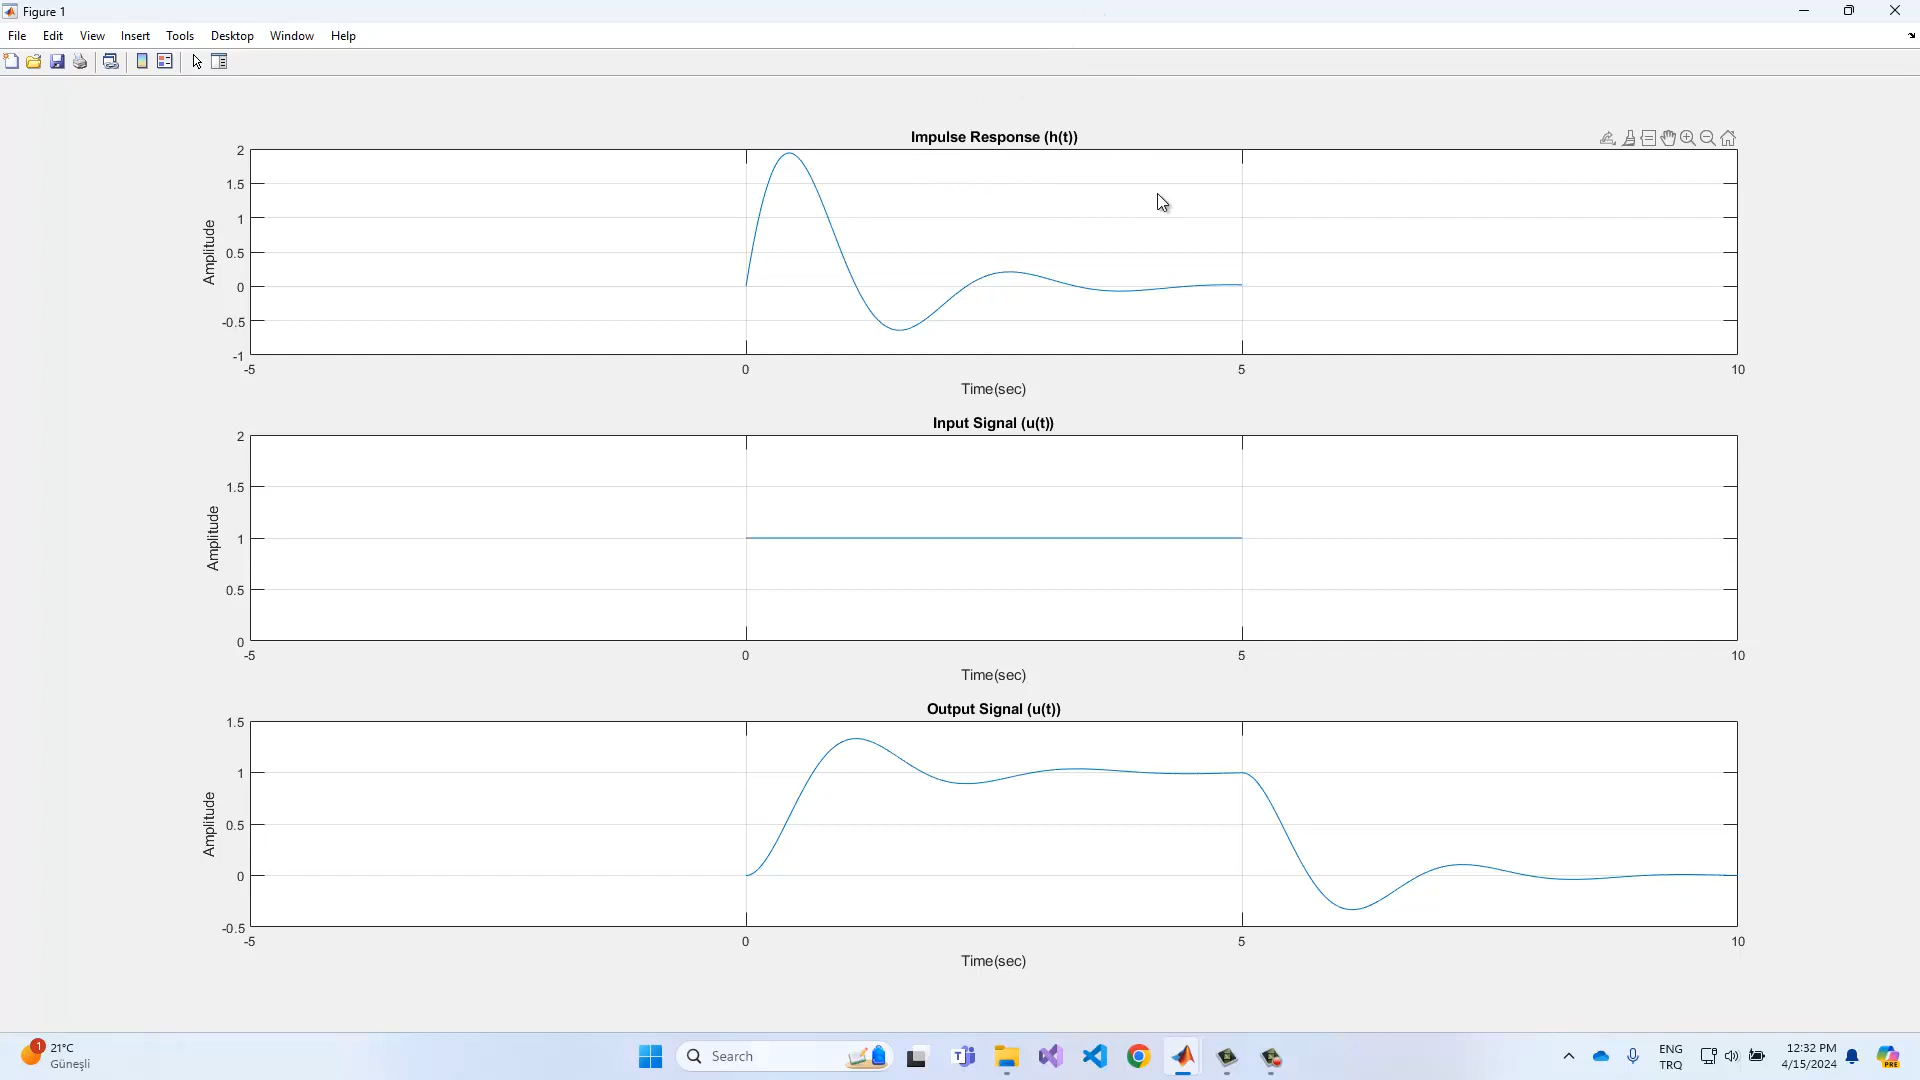 Figure 1
File Edit View Insert Tools Desktop Window Help
Impulse Response (h(t))
2
1.5
1
0.5
0
-0.5
-1
Amplitude
-5 0 5 10
Time(sec)
Input Signal (u(t))
2
1.5
1
0.5
0
Amplitude
-5 0 5 10
Time(sec)
Output Signal (u(t))
1.5
1
0.5
0
-0.5
Amplitude
-5 0 5 10
Time(sec)
1
21°C
Güneşli
Search
ENG
TRQ
12:32 PM
4/15/2024
PRE